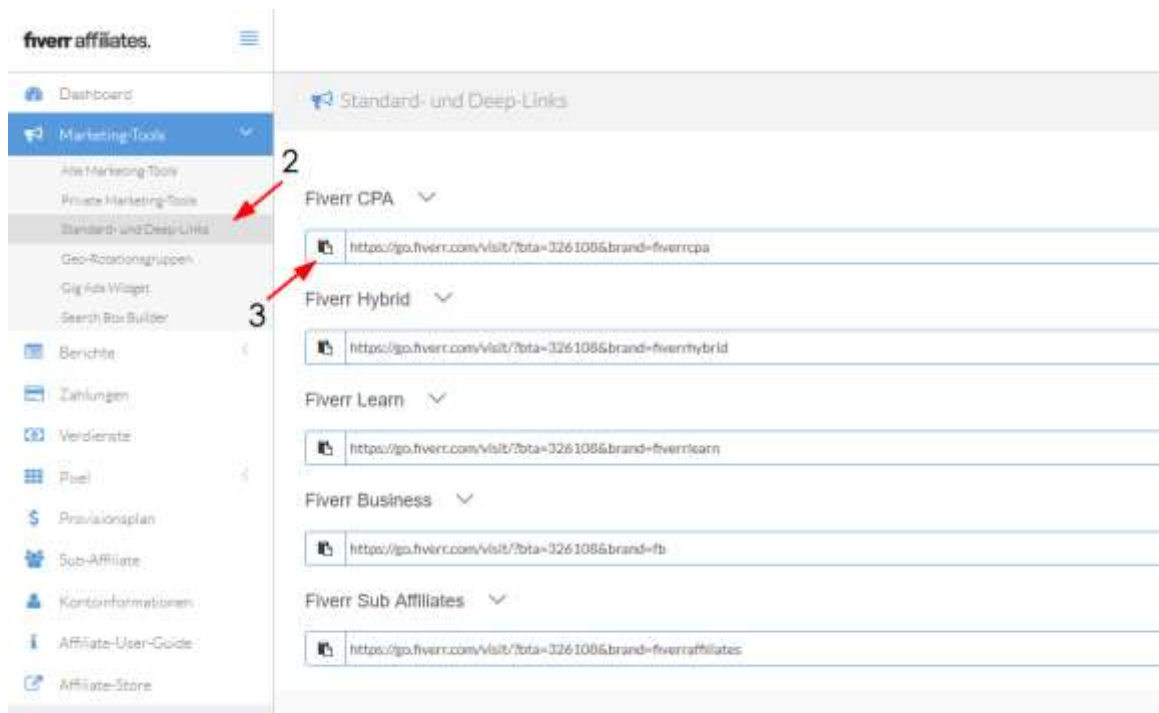 fiverr affiliates.
Dashboard
Standard- und Deep-Links
Marketing-Tools
2
Alle Marketing-Tools
Private Marketing-Tools
Standard- und Deep-Links
Geo-Rotationsgruppen
Gig Ads Widget
Search Box Builder
3
Berichte
Zahlungen
Verdienste
Pixel
Provisionsplan
Sub-Affiliate
Kontoinformationen
Affiliate-User-Guide
Affiliate-Store
Fiverr CPA
https://go.fiverr.com/visit/?bta=326108&brand=fiverrcpa
Fiverr Hybrid
https://go.fiverr.com/visit/?bta=326108&brand=fiverrhybrid
Fiverr Learn
https://go.fiverr.com/visit/?bta=326108&brand=fiverrlearn
Fiverr Business
https://go.fiverr.com/visit/?bta=326108&brand=fb
Fiverr Sub Affiliates
https://go.fiverr.com/visit/?bta=326108&brand=fiverraffiliates